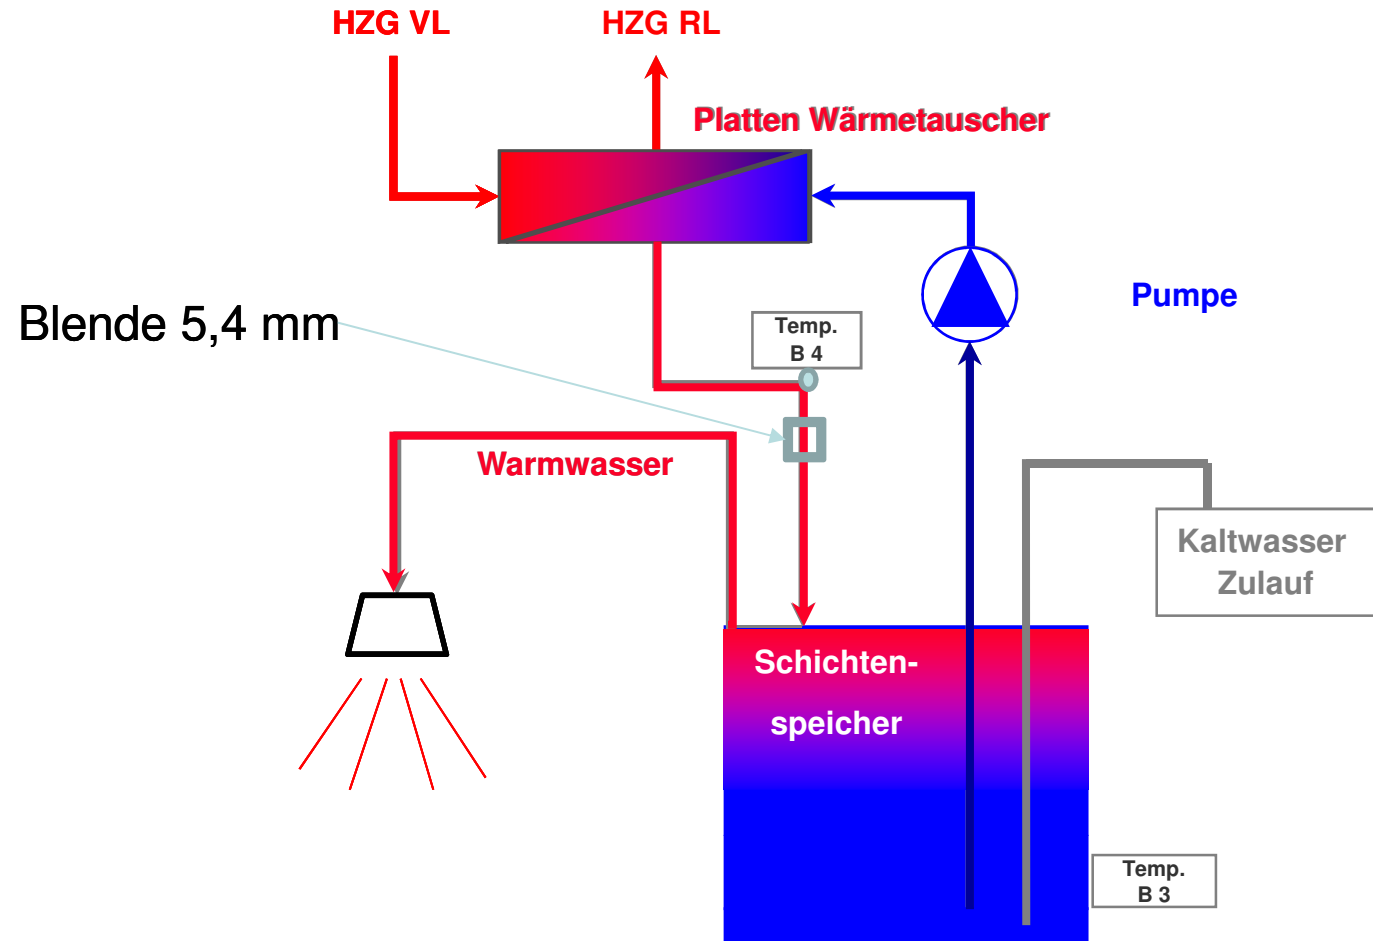 HZG VL
HZG RL
Platten Wärmetauscher
Pumpe
Blende 5,4 mm
Temp.
B 4
Warmwasser
Kaltwasser
Zulauf
Schichten-
speicher
Temp.
B 3